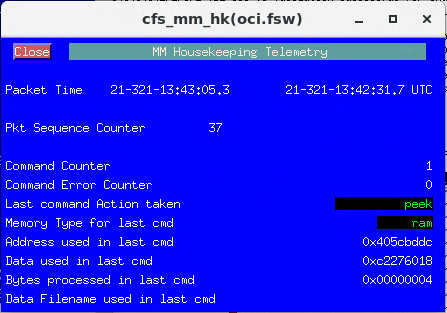 cfs_mm_hk(oci.fsw)
Close MM Housekeeping Telemetry
Packet Time 21-321-13:43:05.3 21-321-13:42:31.7 UTC
Pkt Sequence Counter 37
Command Counter 1
Command Error Counter 0
Last command Action taken peek
Memory Type for last cmd ram
Address used in last cmd 0x405cbddc
Data used in last cmd 0xc2276018
Bytes processed in last cmd 0x00000004
Data Filename used in last cmd